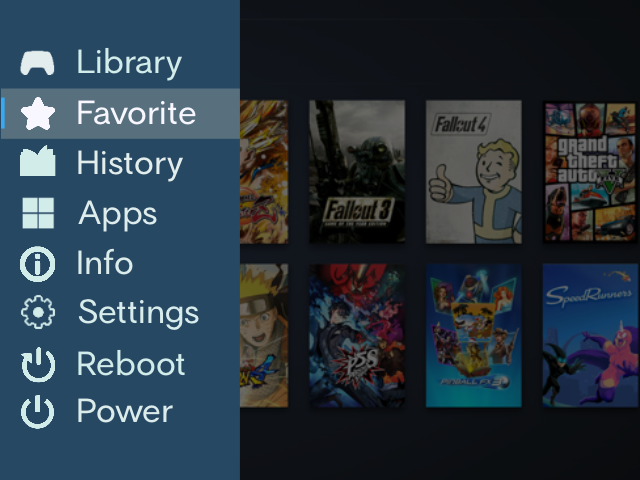 Library
Favorite
History
Apps
Info
Settings
Reboot
Power
Fallout 3
GAME OF THE YEAR EDITION
Fallout 4
grand
theft
auto V
P5S
PINBALL FX3
SpeedRunners